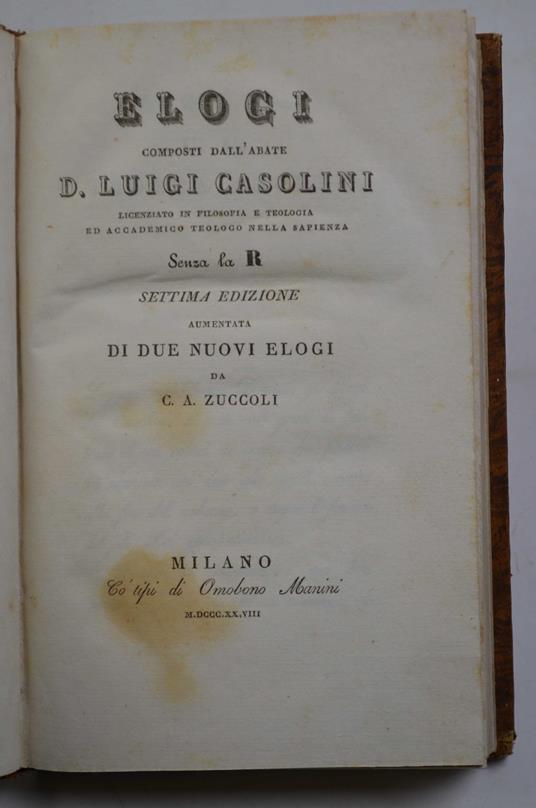 ELOGI
COMPOSTI DALL'ABATE
D. LUIGI CASOLINI
LICENZIATO IN FILOSOFIA E TEOLOGIA
ED ACCADEMICO TEOLOGO NELLA SAPIENZA
Senza la R
SETTIMA EDIZIONE
AUMENTATA
DI DUE NUOVI ELOGI
DA
C. A. ZUCCOLI
MILANO
Co' tipi di Omobono Manini
M.DCCC.XX.VIII